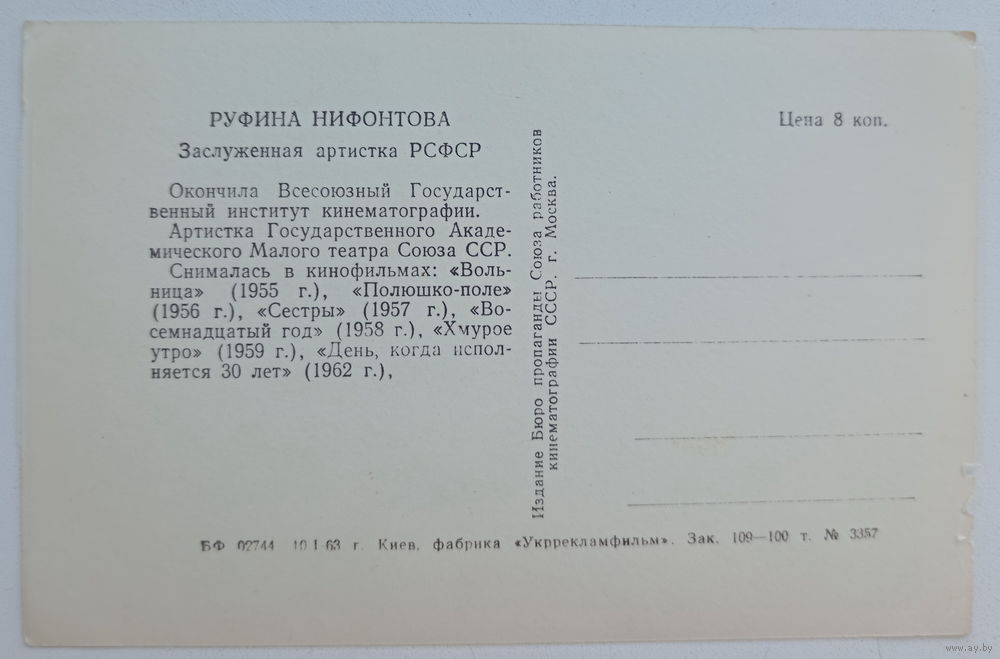 РУФИНА НИФОНТОВА
Заслуженная артистка РСФСР
Окончила Всесоюзный Государст-
венный институт кинематографии.
Артистка Государственного Акаде-
мического Малого театра Союза ССР.
Снималась в кинофильмах: «Воль-
ница» (1955 г.), «Полюшко-поле»
(1956 г.), «Сестры» (1957 г.), «Во-
семнадцатый год» (1958 г.), «Хмурое
утро» (1959 г.), «День, когда испол-
няется 30 лет» (1962 г.),
Издание Бюро пропаганды Союза работников
кинематографии СССР. г. Москва.
Цена 8 коп.
БФ 02744 10 I 63 г. Киев, фабрика «Укррекламфильм». Зак. 109—100 т. № 3357
www.ay.by